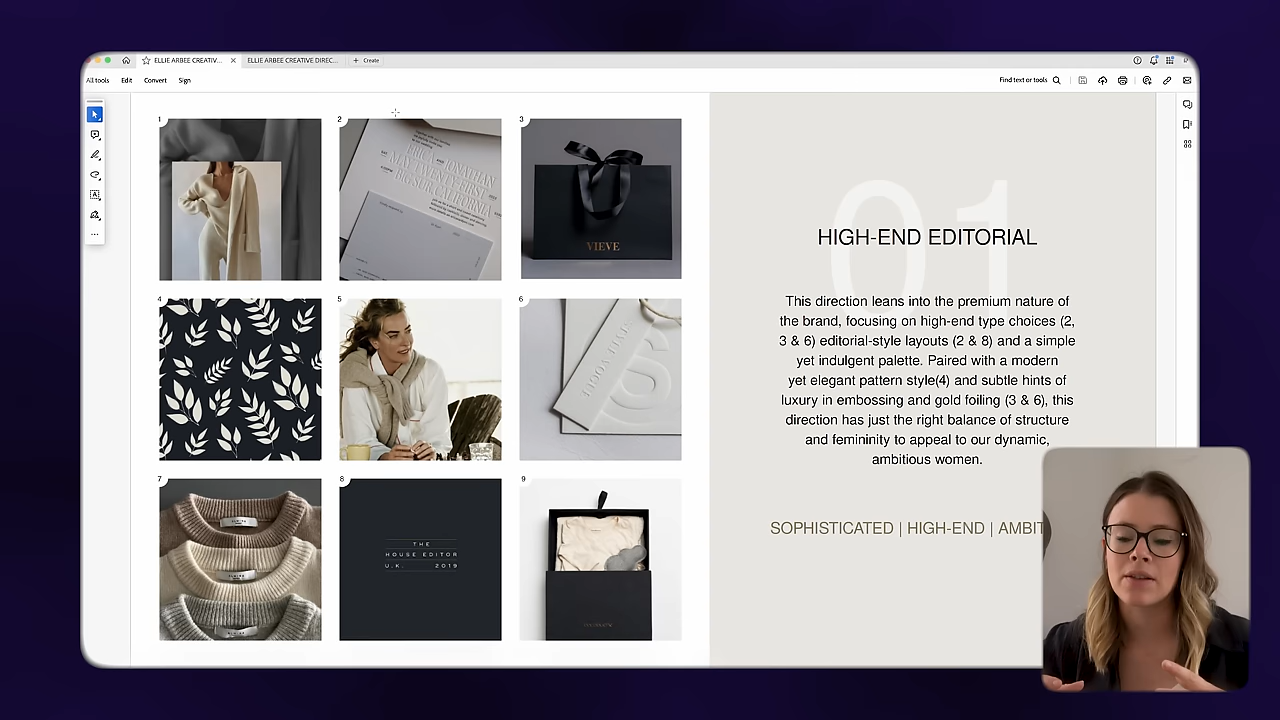 ELLIE ARBEE CREATIV...
ELLIE ARBEE CREATIVE DIREC...
+ Create
All tools
Edit
Convert
Sign
Find text or tools
1
2
3
VIEVE
4
5
6
7
8
THE
HOUSE EDITOR
U.K. 2019
9
01
HIGH-END EDITORIAL
This direction leans into the premium nature of
the brand, focusing on high-end type choices (2,
3 & 6) editorial-style layouts (2 & 8) and a simple
yet indulgent palette. Paired with a modern
yet elegant pattern style(4) and subtle hints of
luxury in embossing and gold foiling (3 & 6), this
direction has just the right balance of structure
and femininity to appeal to our dynamic,
ambitious women.
SOPHISTICATED | HIGH-END | AMBIT